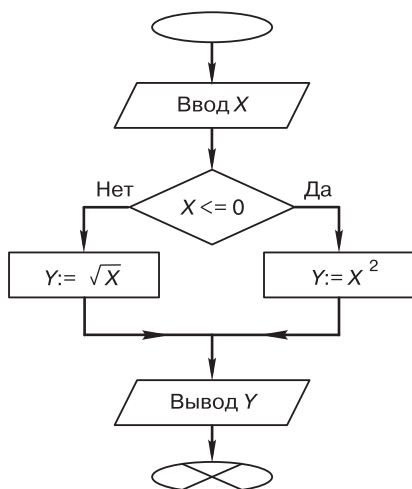 Ввод X
Нет
Да
X <= 0
Y:= √X
Y:= X²
Вывод Y